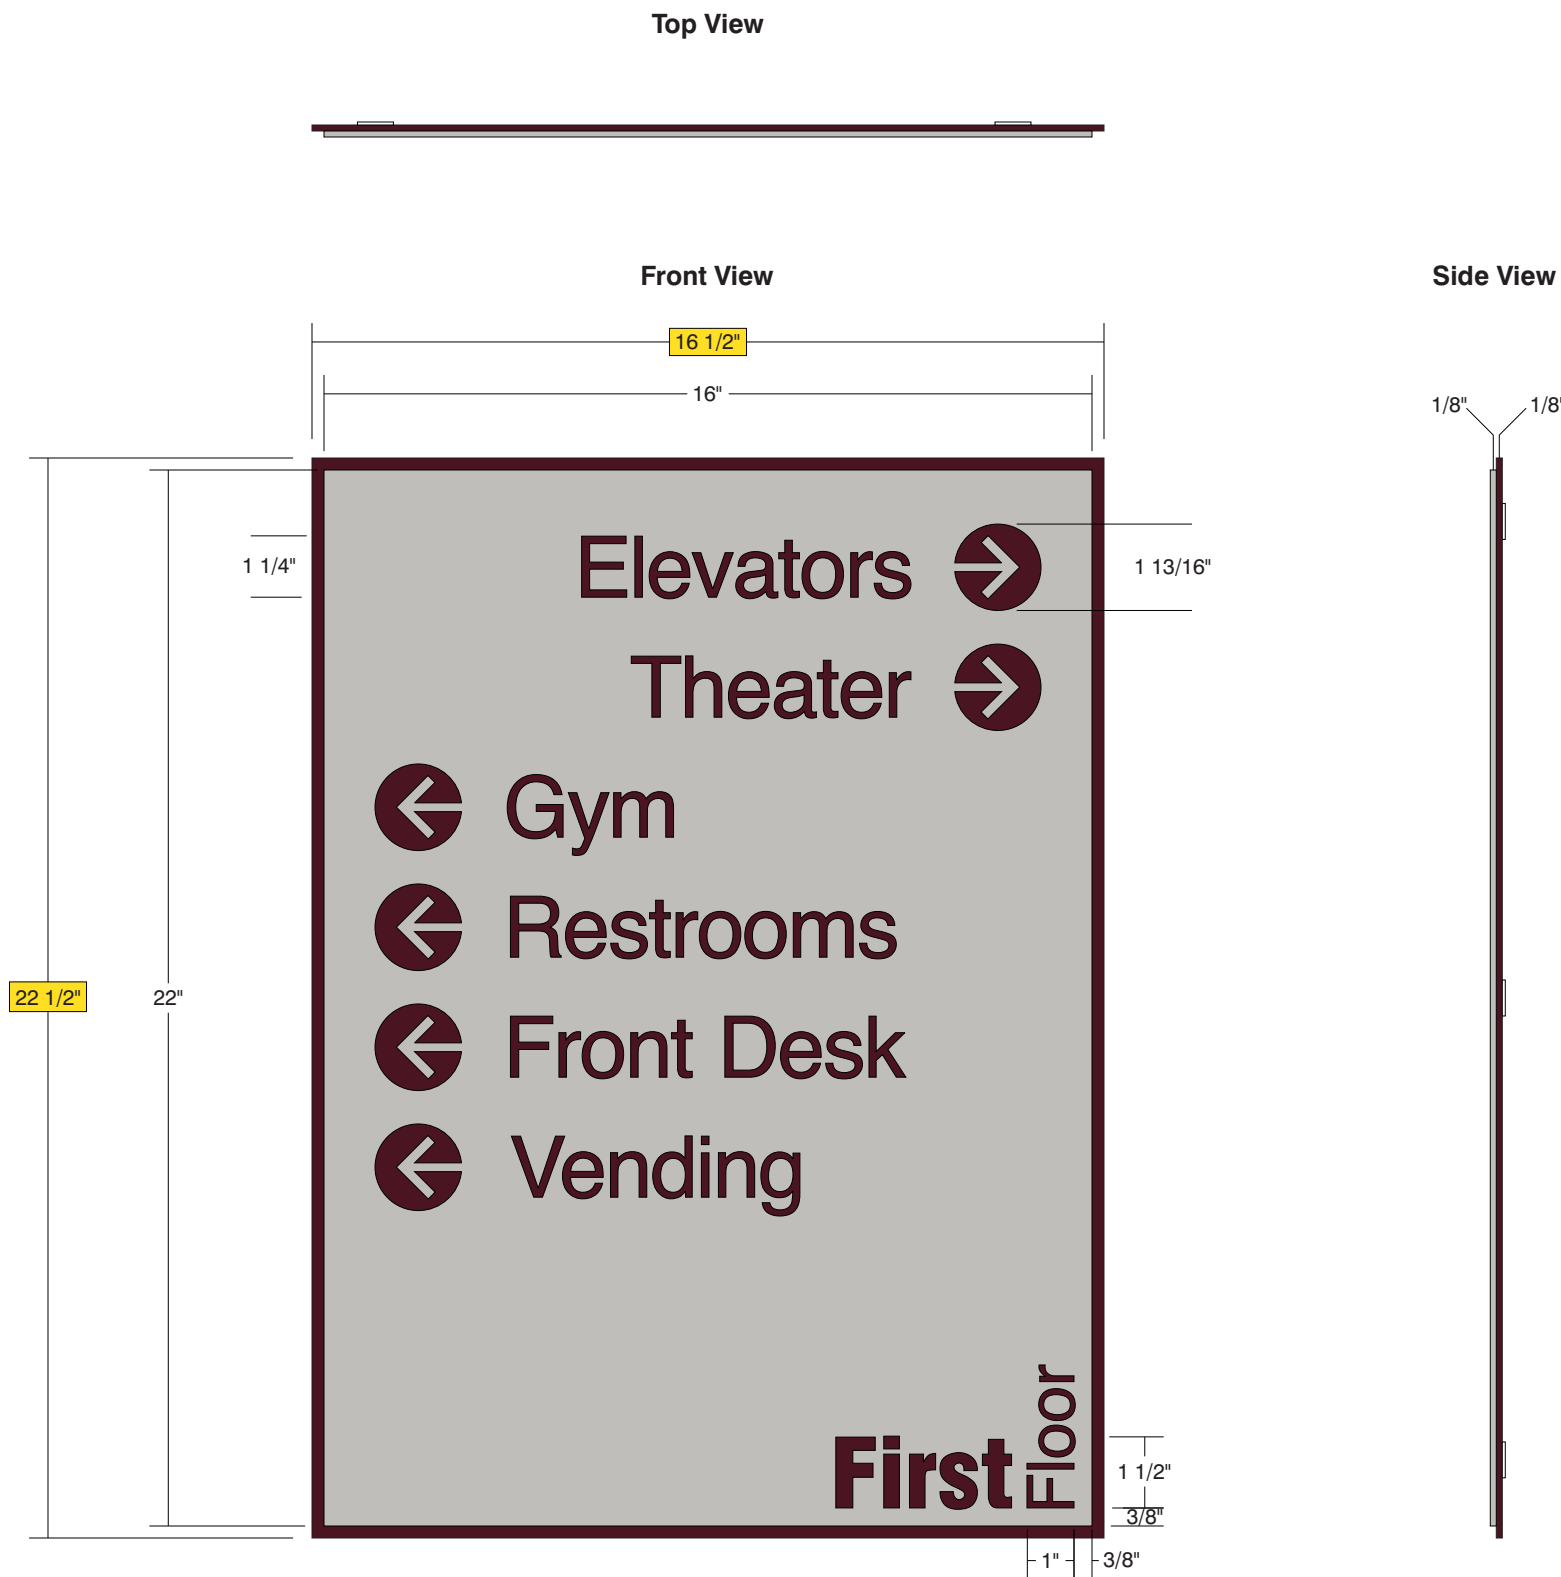 Top View
Front View
Side View
16 1/2"
16"
1/8"
1/8"
Elevators
1 1/4"
1 13/16"
Theater
Gym
Restrooms
22 1/2"
22"
Front Desk
Vending
First
Floor
1 1/2"
3/8"
1"
3/8"